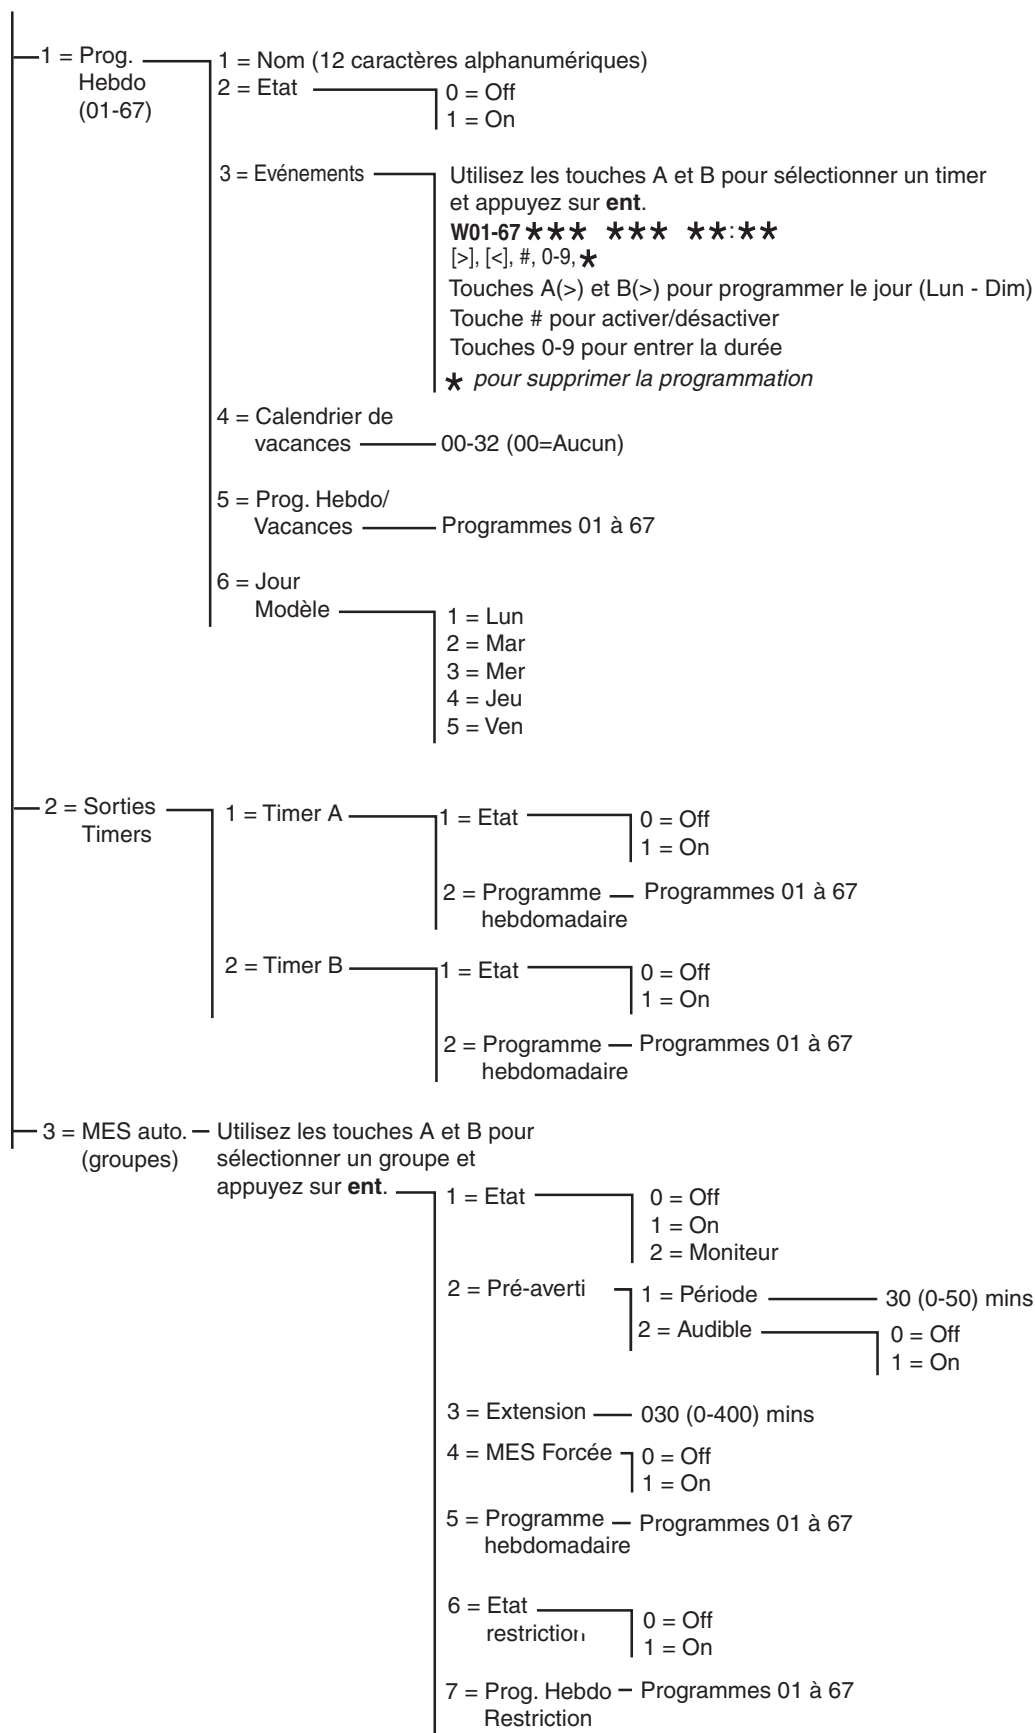 1 = Prog.
Hebdo
(01-67)
1 = Nom (12 caractères alphanumériques)
2 = Etat
0 = Off
1 = On
3 = Evénements
Utilisez les touches A et B pour sélectionner un timer
et appuyez sur ent.
W01-67 ★★★ ★★★ ★★:★★
[>], [<], #, 0-9, ★
Touches A(>) et B(>) pour programmer le jour (Lun - Dim)
Touche # pour activer/désactiver
Touches 0-9 pour entrer la durée
★ pour supprimer la programmation
4 = Calendrier de
vacances
00-32 (00=Aucun)
5 = Prog. Hebdo/
Vacances
Programmes 01 à 67
6 = Jour
Modèle
1 = Lun
2 = Mar
3 = Mer
4 = Jeu
5 = Ven
2 = Sorties
Timers
1 = Timer A
1 = Etat
0 = Off
1 = On
2 = Programme
hebdomadaire
Programmes 01 à 67
2 = Timer B
1 = Etat
0 = Off
1 = On
2 = Programme
hebdomadaire
Programmes 01 à 67
3 = MES auto.
(groupes)
Utilisez les touches A et B pour
sélectionner un groupe et
appuyez sur ent.
1 = Etat
0 = Off
1 = On
2 = Moniteur
2 = Pré-averti
1 = Période
30 (0-50) mins
2 = Audible
0 = Off
1 = On
3 = Extension
030 (0-400) mins
4 = MES Forcée
0 = Off
1 = On
5 = Programme
hebdomadaire
Programmes 01 à 67
6 = Etat
restriction
0 = Off
1 = On
7 = Prog. Hebdo
Restriction
Programmes 01 à 67